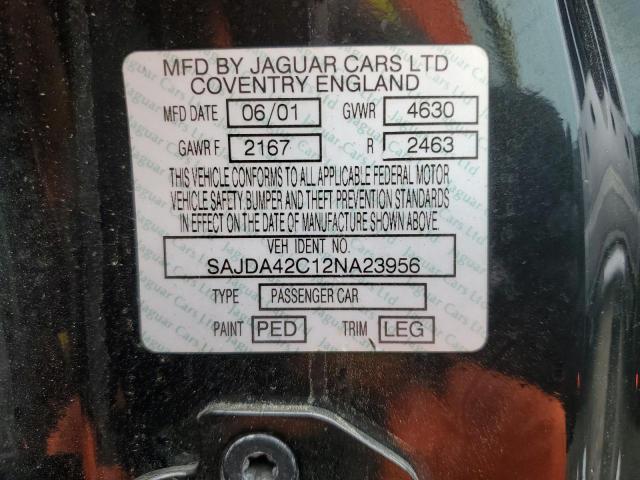 MFD BY JAGUAR CARS LTD
COVENTRY ENGLAND
MFD DATE 06/01 GVWR 4630
GAWR F 2167 R 2463
THIS VEHICLE CONFORMS TO ALL APPLICABLE FEDERAL MOTOR
VEHICLE SAFETY, BUMPER AND THEFT PREVENTION STANDARDS
IN EFFECT ON THE DATE OF MANUFACTURE SHOWN ABOVE.
VEH IDENT NO.
SAJDA42C12NA23956
TYPE PASSENGER CAR
PAINT PED TRIM LEG